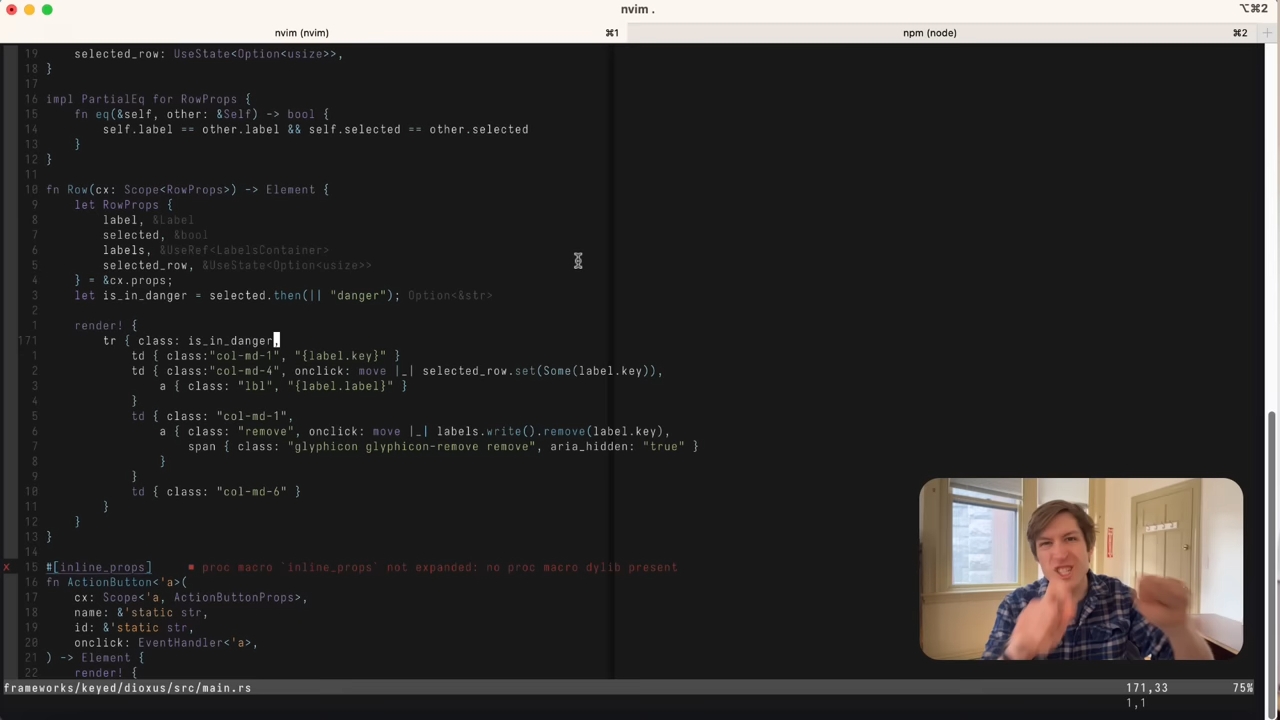 nvim .
⌥⌘2
nvim (nvim)
⌘1
npm (node)
⌘2
19 selected_row: UseState<Option<usize>>,
18 }
17
16 impl PartialEq for RowProps {
15 fn eq(&self, other: &Self) -> bool {
14 self.label == other.label && self.selected == other.selected
13 }
12 }
11
10 fn Row(cx: Scope<RowProps>) -> Element {
9 let RowProps {
8 label, &Label
7 selected, &bool
6 labels, &UseRef<LabelsContainer>
5 selected_row, &UseState<Option<usize>>
4 } = &cx.props;
3 let is_in_danger = selected.then(|| "danger"); Option<&str>
2
1 render! {
171 tr { class: is_in_danger,
1 td { class:"col-md-1", "{label.key}" }
2 td { class:"col-md-4", onclick: move |_| selected_row.set(Some(label.key)),
3 a { class: "lbl", "{label.label}" }
4 }
5 td { class: "col-md-1",
6 a { class: "remove", onclick: move |_| labels.write().remove(label.key),
7 span { class: "glyphicon glyphicon-remove remove", aria_hidden: "true" }
8 }
9 }
10 td { class: "col-md-6" }
11 }
12 }
13 }
14
x 15 #[inline_props] ■ proc macro `inline_props` not expanded: no proc macro dylib present
16 fn ActionButton<'a>(
17 cx: Scope<'a, ActionButtonProps>,
18 name: &'static str,
19 id: &'static str,
20 onclick: EventHandler<'a>,
21 ) -> Element {
22 render! {
frameworks/keyed/dioxus/src/main.rs 171,33 75%
1,1